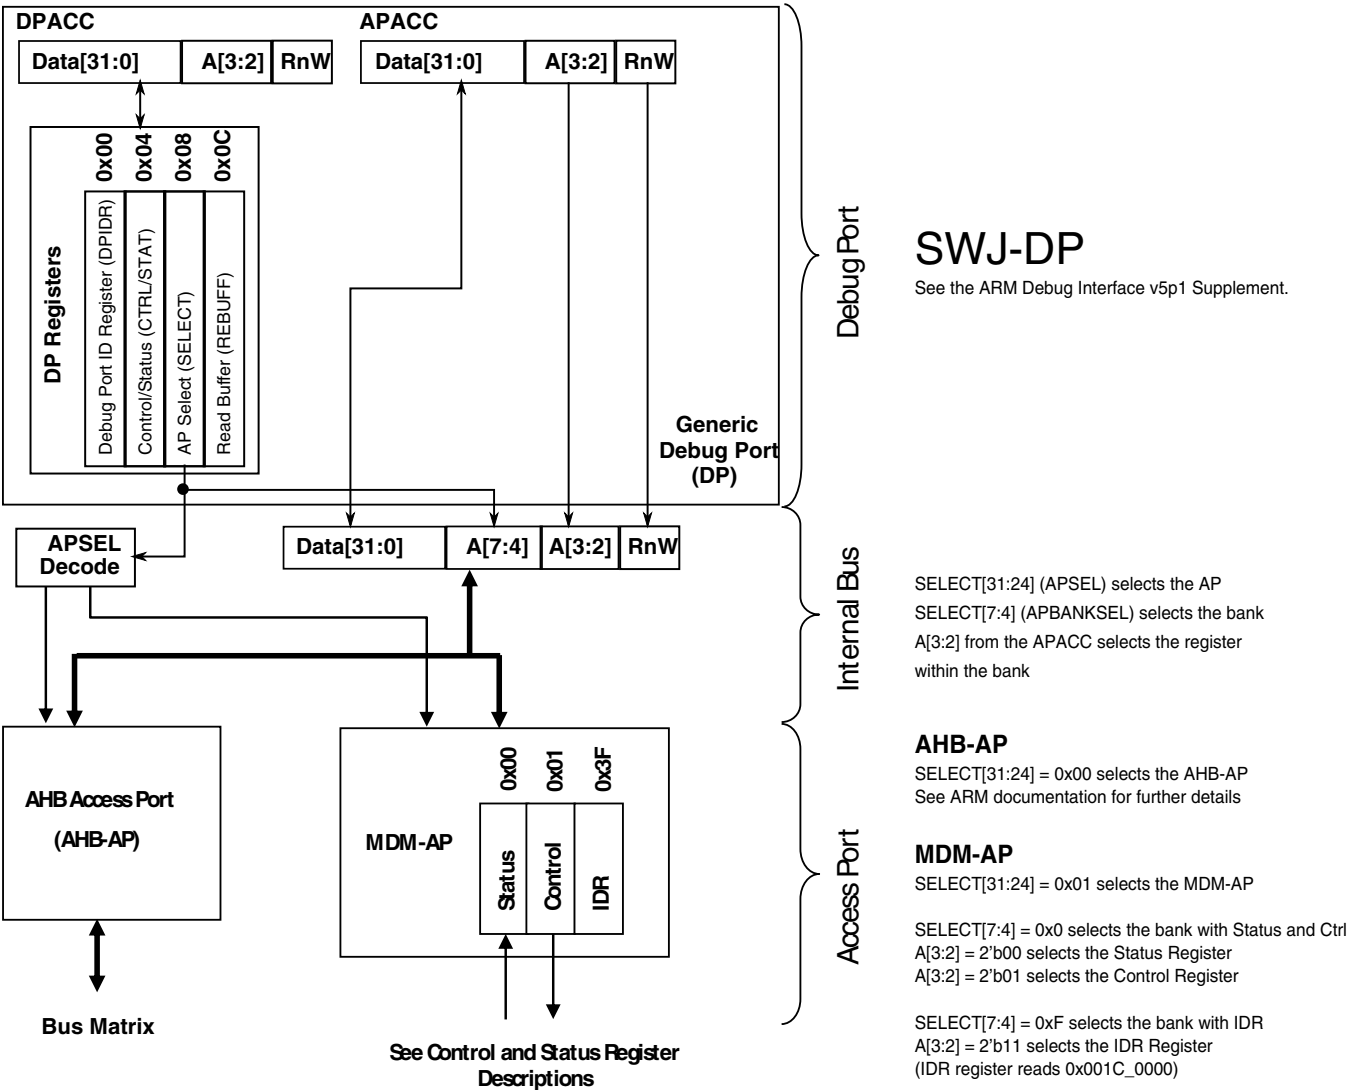 DPACC
APACC
Data[31:0]
A[3:2]
RnW
Data[31:0]
A[3:2]
RnW
0x00
0x04
0x08
0x0C
DP Registers
Debug Port ID Register (DPIDR)
Control/Status (CTRL/STAT)
AP Select (SELECT)
Read Buffer (REBUFF)
Generic
Debug Port
(DP)
Debug Port
SWJ-DP
See the ARM Debug Interface v5p1 Supplement.
APSEL
Decode
Data[31:0]
A[7:4]
A[3:2]
RnW
Internal Bus
SELECT[31:24] (APSEL) selects the AP
SELECT[7:4] (APBANKSEL) selects the bank
A[3:2] from the APACC selects the register
within the bank
AHB Access Port
(AHB-AP)
Bus Matrix
MDM-AP
0x00
0x01
0x3F
Status
Control
IDR
See Control and Status Register
Descriptions
Access Port
AHB-AP
SELECT[31:24] = 0x00 selects the AHB-AP
See ARM documentation for further details
MDM-AP
SELECT[31:24] = 0x01 selects the MDM-AP
SELECT[7:4] = 0x0 selects the bank with Status and Ctrl
A[3:2] = 2'b00 selects the Status Register
A[3:2] = 2'b01 selects the Control Register
SELECT[7:4] = 0xF selects the bank with IDR
A[3:2] = 2'b11 selects the IDR Register
(IDR register reads 0x001C_0000)